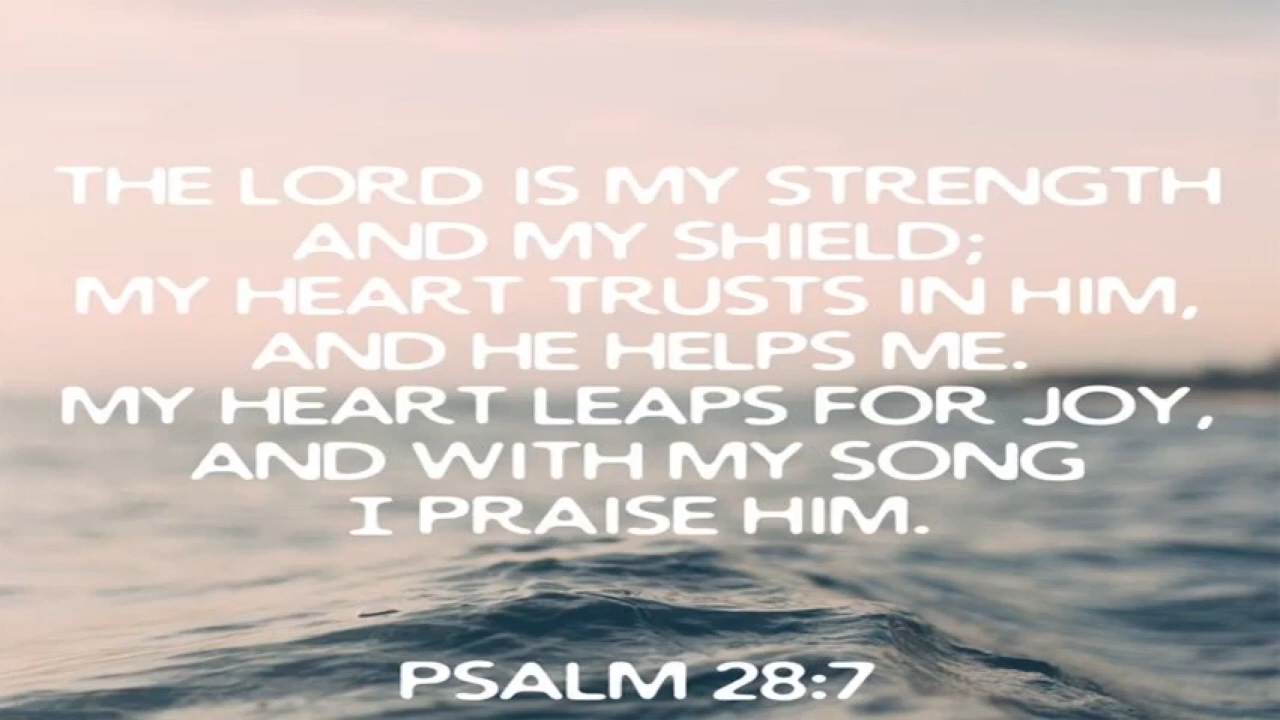 THE LORD IS MY STRENGTH
AND MY SHIELD;
MY HEART TRUSTS IN HIM,
AND HE HELPS ME.
MY HEART LEAPS FOR JOY,
AND WITH MY SONG
I PRAISE HIM.
PSALM 28:7